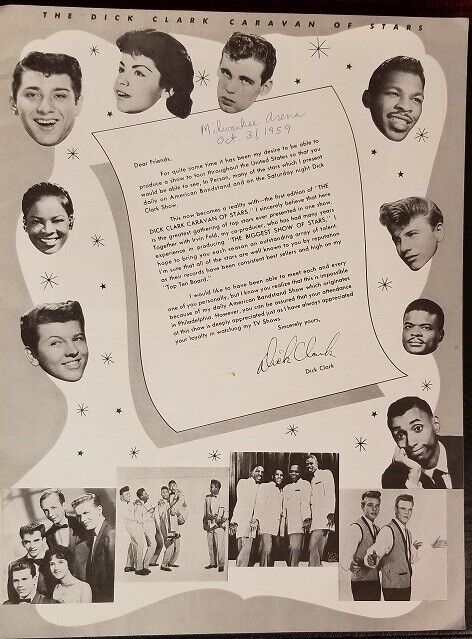 THE DICK CLARK CARAVAN OF STARS
Milwaukee Arena
Oct 31, 1959
Dear Friends,
For quite some time it has been my desire to be able to
produce a show to tour throughout the United States so that you
would be able to see, In Person, many of the stars which I present
daily on American Bandstand and on the Saturday night Dick
Clark Show.
This now becomes a reality with—the first edition of "THE
DICK CLARK CARAVAN OF STARS." I sincerely believe that here
is the greatest gathering of top stars ever presented in one show.
Together with Irvin Feld, my co-producer, who has had many years
experience in producing "THE BIGGEST SHOW OF STARS," I
hope to bring you each season an outstanding array of talent.
I'm sure that all of the stars are well known to you by reputation
as their records have been consistent best sellers and high on my
"Top Ten Board."
I would like to have been able to meet each and every
one of you personally, but I know you realize that this is impossible
because of my daily American Bandstand Show which originates
in Philadelphia. However, you can be assured that your attendance
at this show is deeply appreciated just as I have always appreciated
your loyalty in watching my TV Shows.
Sincerely yours,
Dick Clark
Dick Clark